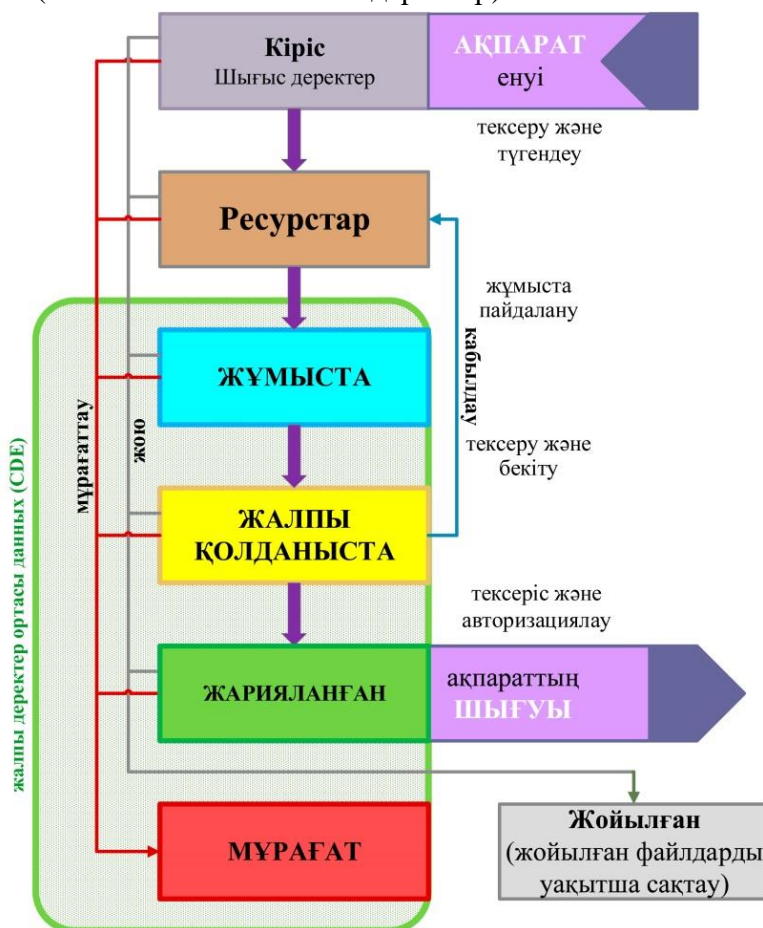 Кіріс
Шығыс деректер
АҚПАРАТ
енуі
тексеру және
түгендеу
Ресурстар
жұмыста
пайдалану
қабылдау
ЖҰМЫСТА
тексеру және
бекіту
мұрағаттау
жою
жалпы деректер ортасы данных (CDE)
ЖАЛПЫ
ҚОЛДАНЫСТА
тексеріс және
авторизациялау
ЖАРИЯЛАНҒАН
ақпараттың
ШЫҒУЫ
МҰРАҒАТ
Жойылған
(жойылған файлдарды
уақытша сақтау)